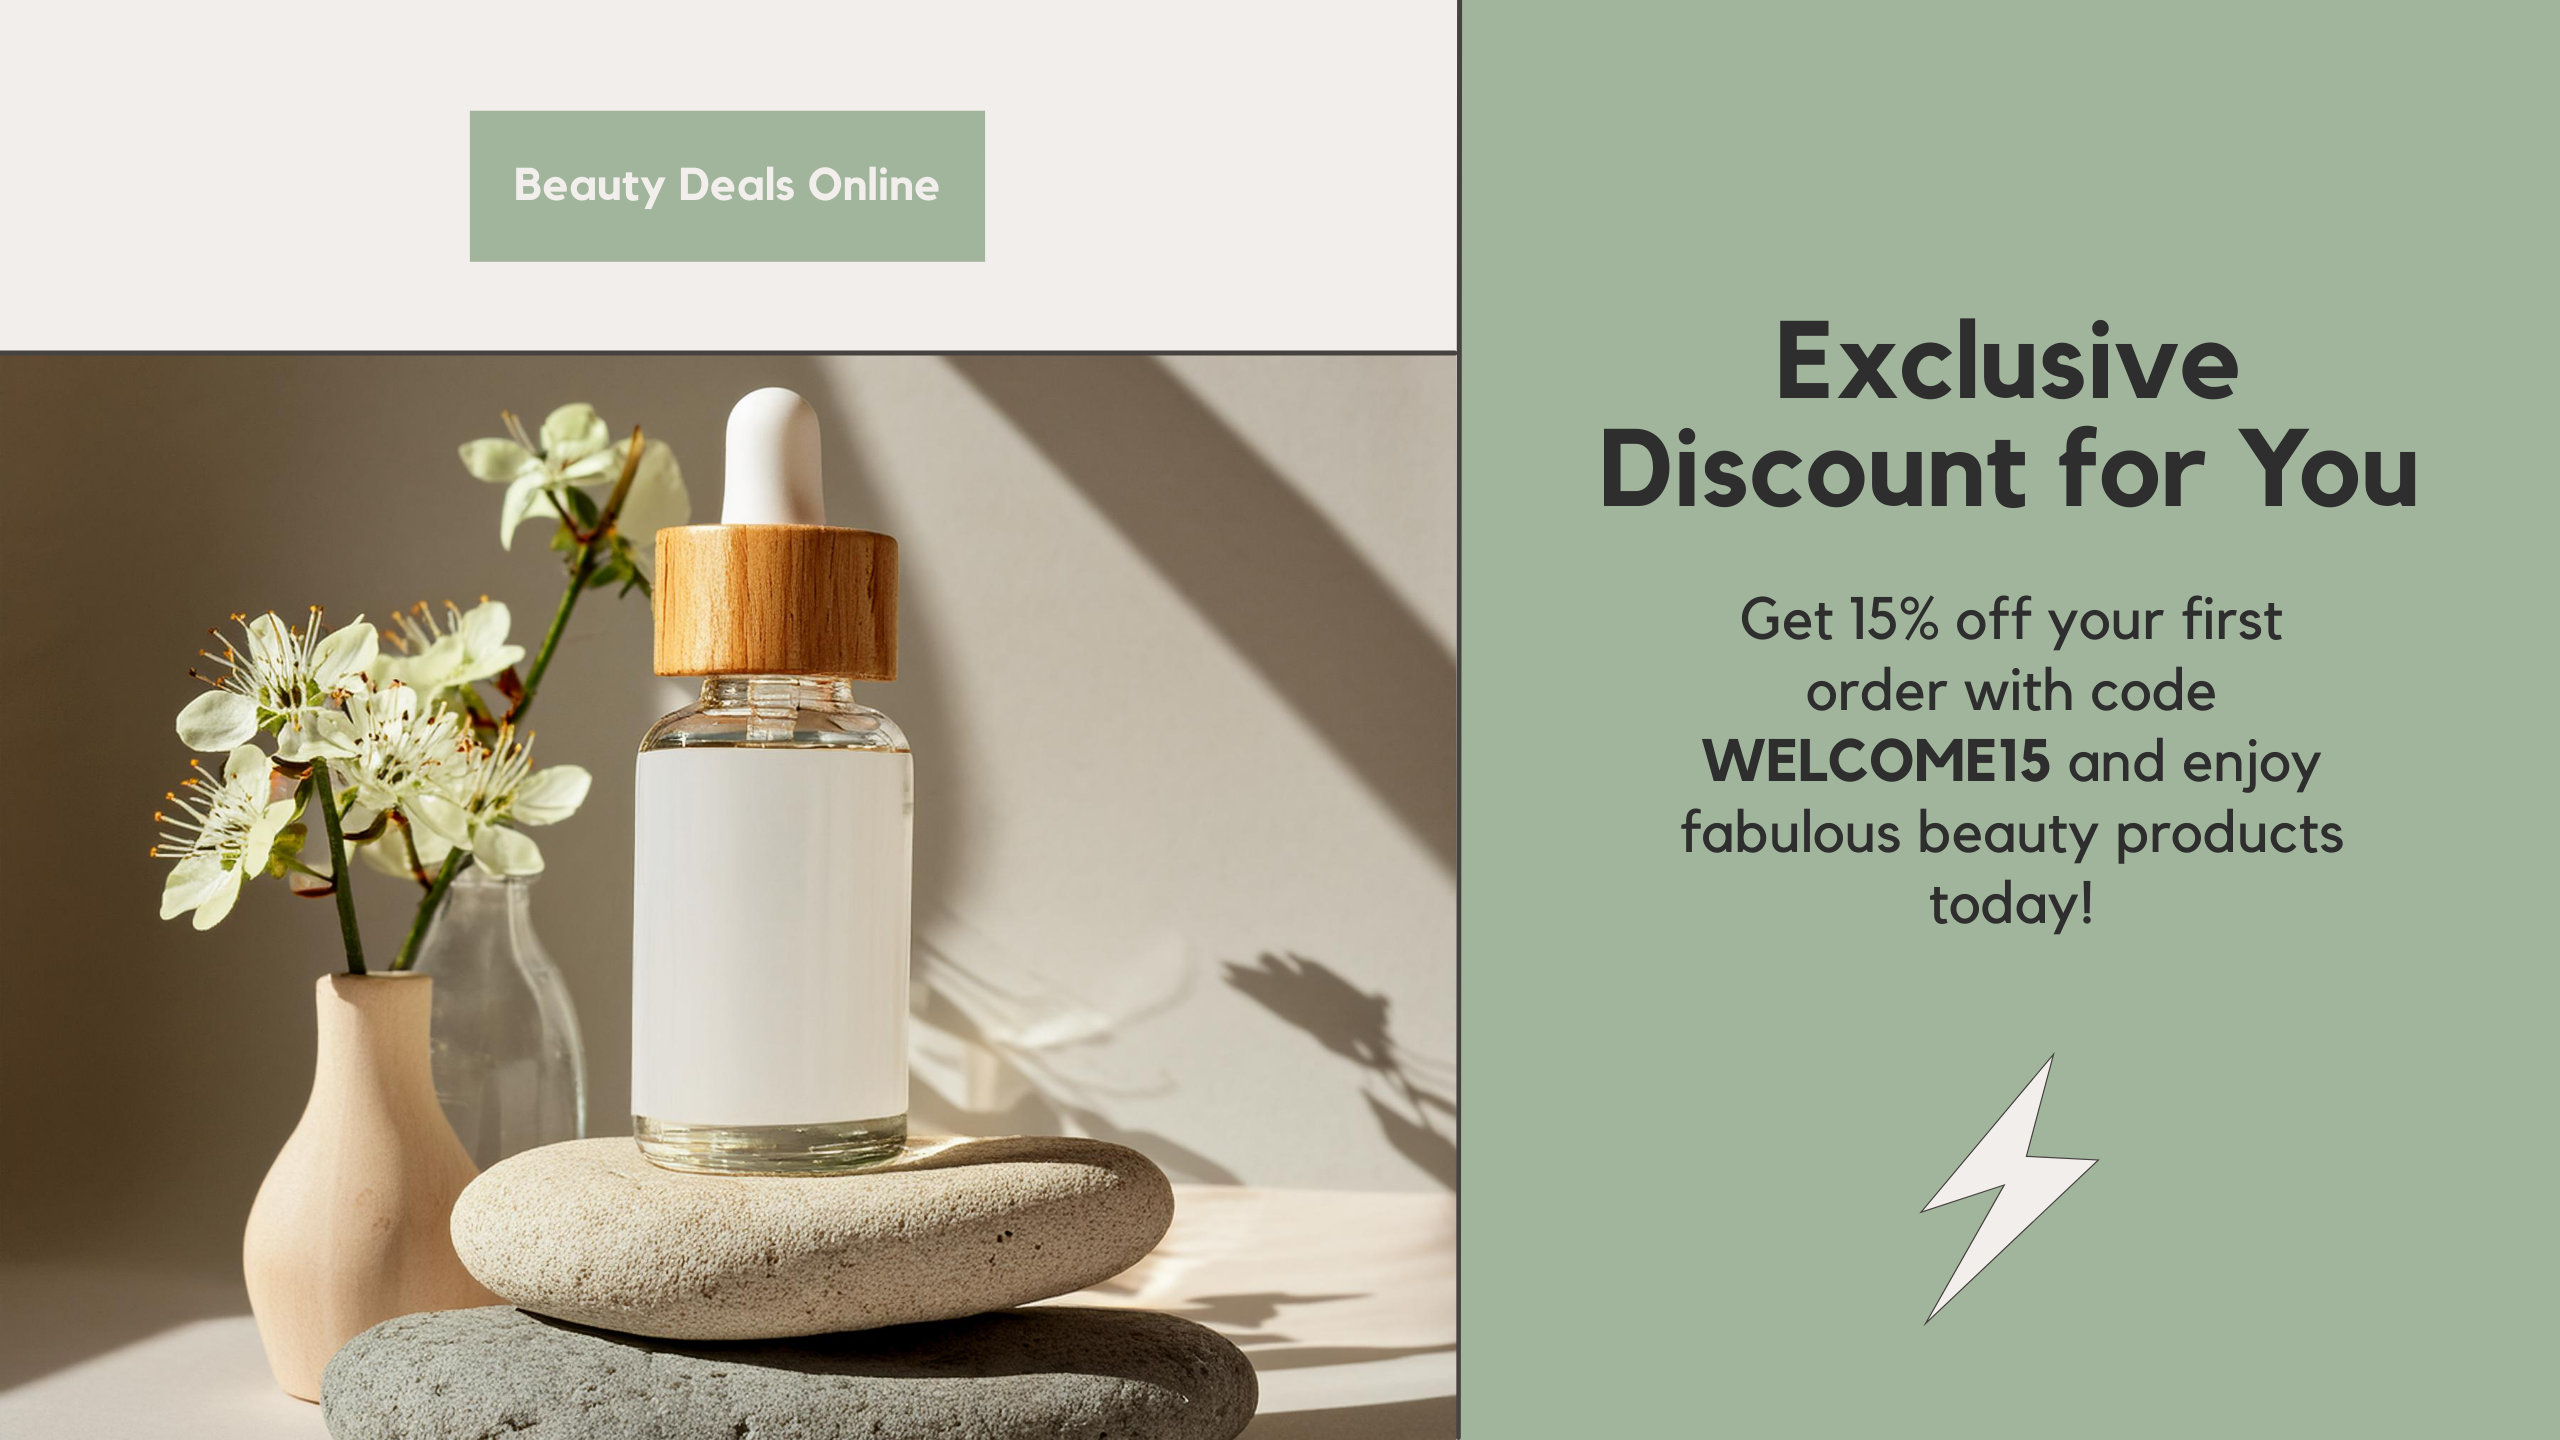 Beauty Deals Online
Exclusive
Discount for You
Get 15% off your first
order with code
WELCOME15 and enjoy
fabulous beauty products
today!